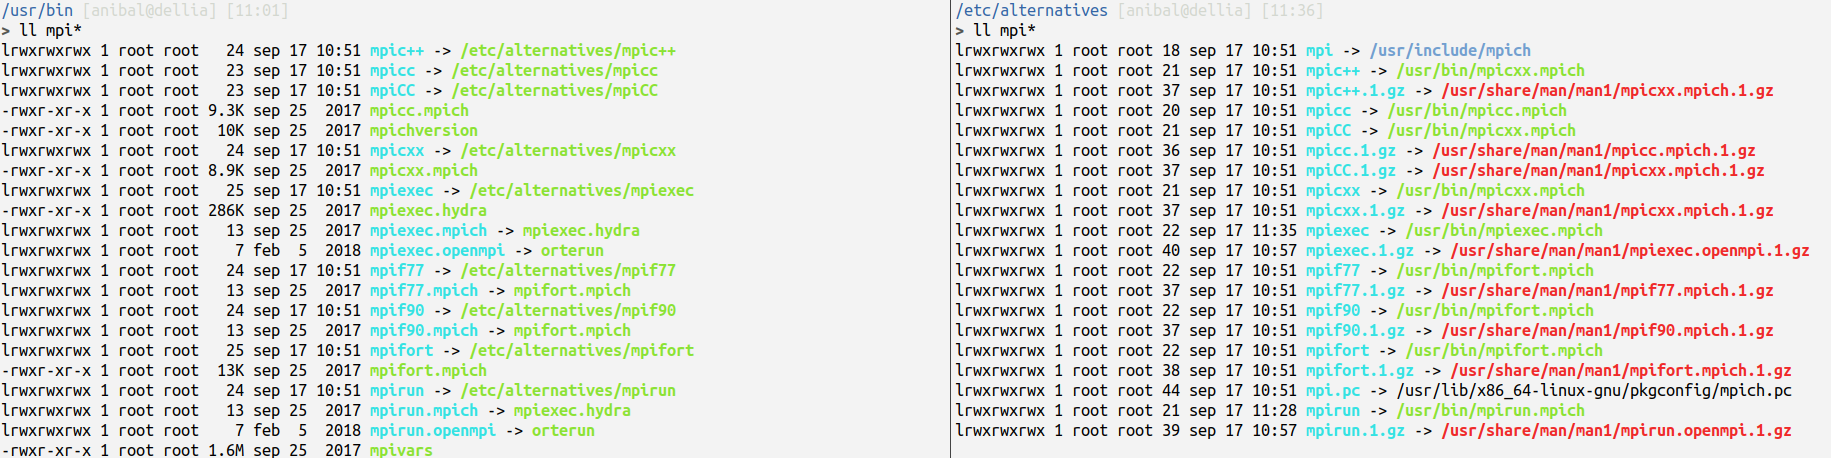 /usr/bin [anibal@dellia] [11:01]
> ll mpi*
lrwxrwxrwx 1 root root   24 sep 17 10:51 mpic++ -> /etc/alternatives/mpic++
lrwxrwxrwx 1 root root   23 sep 17 10:51 mpicc -> /etc/alternatives/mpicc
lrwxrwxrwx 1 root root   23 sep 17 10:51 mpiCC -> /etc/alternatives/mpiCC
-rwxr-xr-x 1 root root 9.3K sep 25  2017 mpicc.mpich
-rwxr-xr-x 1 root root  10K sep 25  2017 mpichversion
lrwxrwxrwx 1 root root   24 sep 17 10:51 mpicxx -> /etc/alternatives/mpicxx
-rwxr-xr-x 1 root root 8.9K sep 25  2017 mpicxx.mpich
lrwxrwxrwx 1 root root   25 sep 17 10:51 mpiexec -> /etc/alternatives/mpiexec
-rwxr-xr-x 1 root root 286K sep 25  2017 mpiexec.hydra
lrwxrwxrwx 1 root root   13 sep 25  2017 mpiexec.mpich -> mpiexec.hydra
lrwxrwxrwx 1 root root    7 feb  5  2018 mpiexec.openmpi -> orterun
lrwxrwxrwx 1 root root   24 sep 17 10:51 mpif77 -> /etc/alternatives/mpif77
lrwxrwxrwx 1 root root   13 sep 25  2017 mpif77.mpich -> mpifort.mpich
lrwxrwxrwx 1 root root   24 sep 17 10:51 mpif90 -> /etc/alternatives/mpif90
lrwxrwxrwx 1 root root   13 sep 25  2017 mpif90.mpich -> mpifort.mpich
lrwxrwxrwx 1 root root   25 sep 17 10:51 mpifort -> /etc/alternatives/mpifort
-rwxr-xr-x 1 root root  13K sep 25  2017 mpifort.mpich
lrwxrwxrwx 1 root root   24 sep 17 10:51 mpirun -> /etc/alternatives/mpirun
lrwxrwxrwx 1 root root   13 sep 25  2017 mpirun.mpich -> mpiexec.hydra
lrwxrwxrwx 1 root root    7 feb  5  2018 mpirun.openmpi -> orterun
-rwxr-xr-x 1 root root 1.6M sep 25  2017 mpivars
/etc/alternatives [anibal@dellia] [11:36]
> ll mpi*
lrwxrwxrwx 1 root root 18 sep 17 10:51 mpi -> /usr/include/mpich
lrwxrwxrwx 1 root root 21 sep 17 10:51 mpic++ -> /usr/bin/mpicxx.mpich
lrwxrwxrwx 1 root root 37 sep 17 10:51 mpic++.1.gz -> /usr/share/man/man1/mpicxx.mpich.1.gz
lrwxrwxrwx 1 root root 20 sep 17 10:51 mpicc -> /usr/bin/mpicc.mpich
lrwxrwxrwx 1 root root 21 sep 17 10:51 mpiCC -> /usr/bin/mpicxx.mpich
lrwxrwxrwx 1 root root 36 sep 17 10:51 mpicc.1.gz -> /usr/share/man/man1/mpicc.mpich.1.gz
lrwxrwxrwx 1 root root 37 sep 17 10:51 mpiCC.1.gz -> /usr/share/man/man1/mpicxx.mpich.1.gz
lrwxrwxrwx 1 root root 21 sep 17 10:51 mpicxx -> /usr/bin/mpicxx.mpich
lrwxrwxrwx 1 root root 37 sep 17 10:51 mpicxx.1.gz -> /usr/share/man/man1/mpicxx.mpich.1.gz
lrwxrwxrwx 1 root root 22 sep 17 11:35 mpiexec -> /usr/bin/mpiexec.mpich
lrwxrwxrwx 1 root root 40 sep 17 10:57 mpiexec.1.gz -> /usr/share/man/man1/mpiexec.openmpi.1.gz
lrwxrwxrwx 1 root root 22 sep 17 10:51 mpif77 -> /usr/bin/mpifort.mpich
lrwxrwxrwx 1 root root 37 sep 17 10:51 mpif77.1.gz -> /usr/share/man/man1/mpif77.mpich.1.gz
lrwxrwxrwx 1 root root 22 sep 17 10:51 mpif90 -> /usr/bin/mpifort.mpich
lrwxrwxrwx 1 root root 37 sep 17 10:51 mpif90.1.gz -> /usr/share/man/man1/mpif90.mpich.1.gz
lrwxrwxrwx 1 root root 22 sep 17 10:51 mpifort -> /usr/bin/mpifort.mpich
lrwxrwxrwx 1 root root 38 sep 17 10:51 mpifort.1.gz -> /usr/share/man/man1/mpifort.mpich.1.gz
lrwxrwxrwx 1 root root 44 sep 17 10:51 mpi.pc -> /usr/lib/x86_64-linux-gnu/pkgconfig/mpich.pc
lrwxrwxrwx 1 root root 21 sep 17 11:28 mpirun -> /usr/bin/mpirun.mpich
lrwxrwxrwx 1 root root 39 sep 17 10:57 mpirun.1.gz -> /usr/share/man/man1/mpirun.openmpi.1.gz